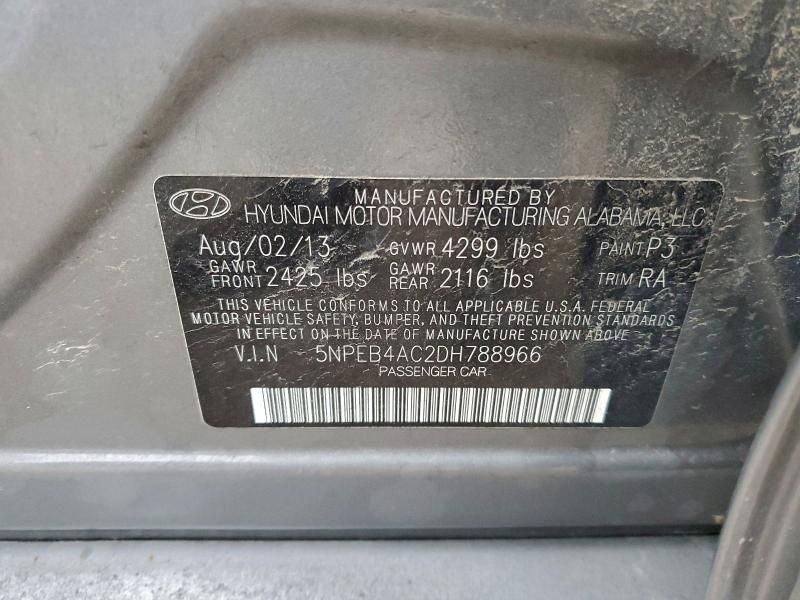 MANUFACTURED BY
HYUNDAI MOTOR MANUFACTURING ALABAMA, LLC
Aug/02/13 GVWR 4299 lbs PAINT P3
GAWR FRONT 2425 lbs GAWR REAR 2116 lbs TRIM RA
THIS VEHICLE CONFORMS TO ALL APPLICABLE U.S.A. FEDERAL
MOTOR VEHICLE SAFETY, BUMPER, AND THEFT PREVENTION STANDARDS
IN EFFECT ON THE DATE OF MANUFACTURE SHOWN ABOVE
V.I.N 5NPEB4AC2DH788966
PASSENGER CAR